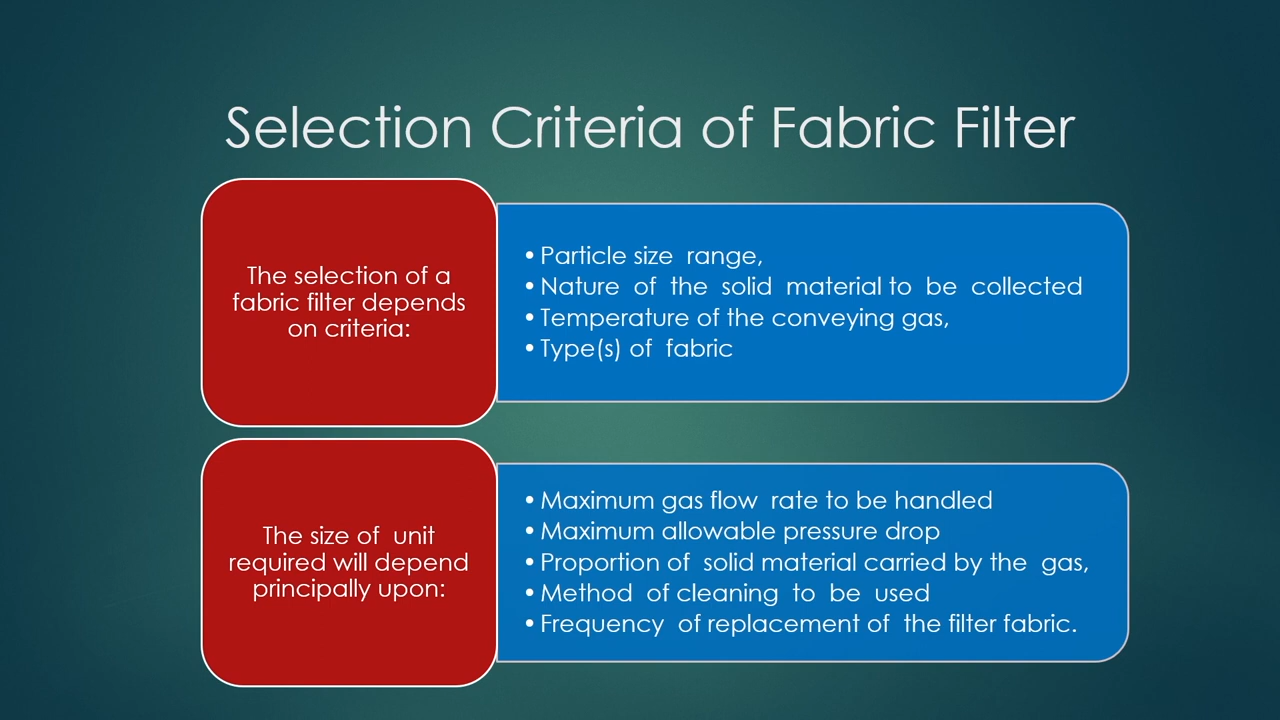 Selection Criteria of Fabric Filter
The selection of a
fabric filter depends
on criteria:
• Particle size range,
• Nature of the solid material to be collected
• Temperature of the conveying gas,
• Type(s) of fabric
The size of unit
required will depend
principally upon:
• Maximum gas flow rate to be handled
• Maximum allowable pressure drop
• Proportion of solid material carried by the gas,
• Method of cleaning to be used
• Frequency of replacement of the filter fabric.